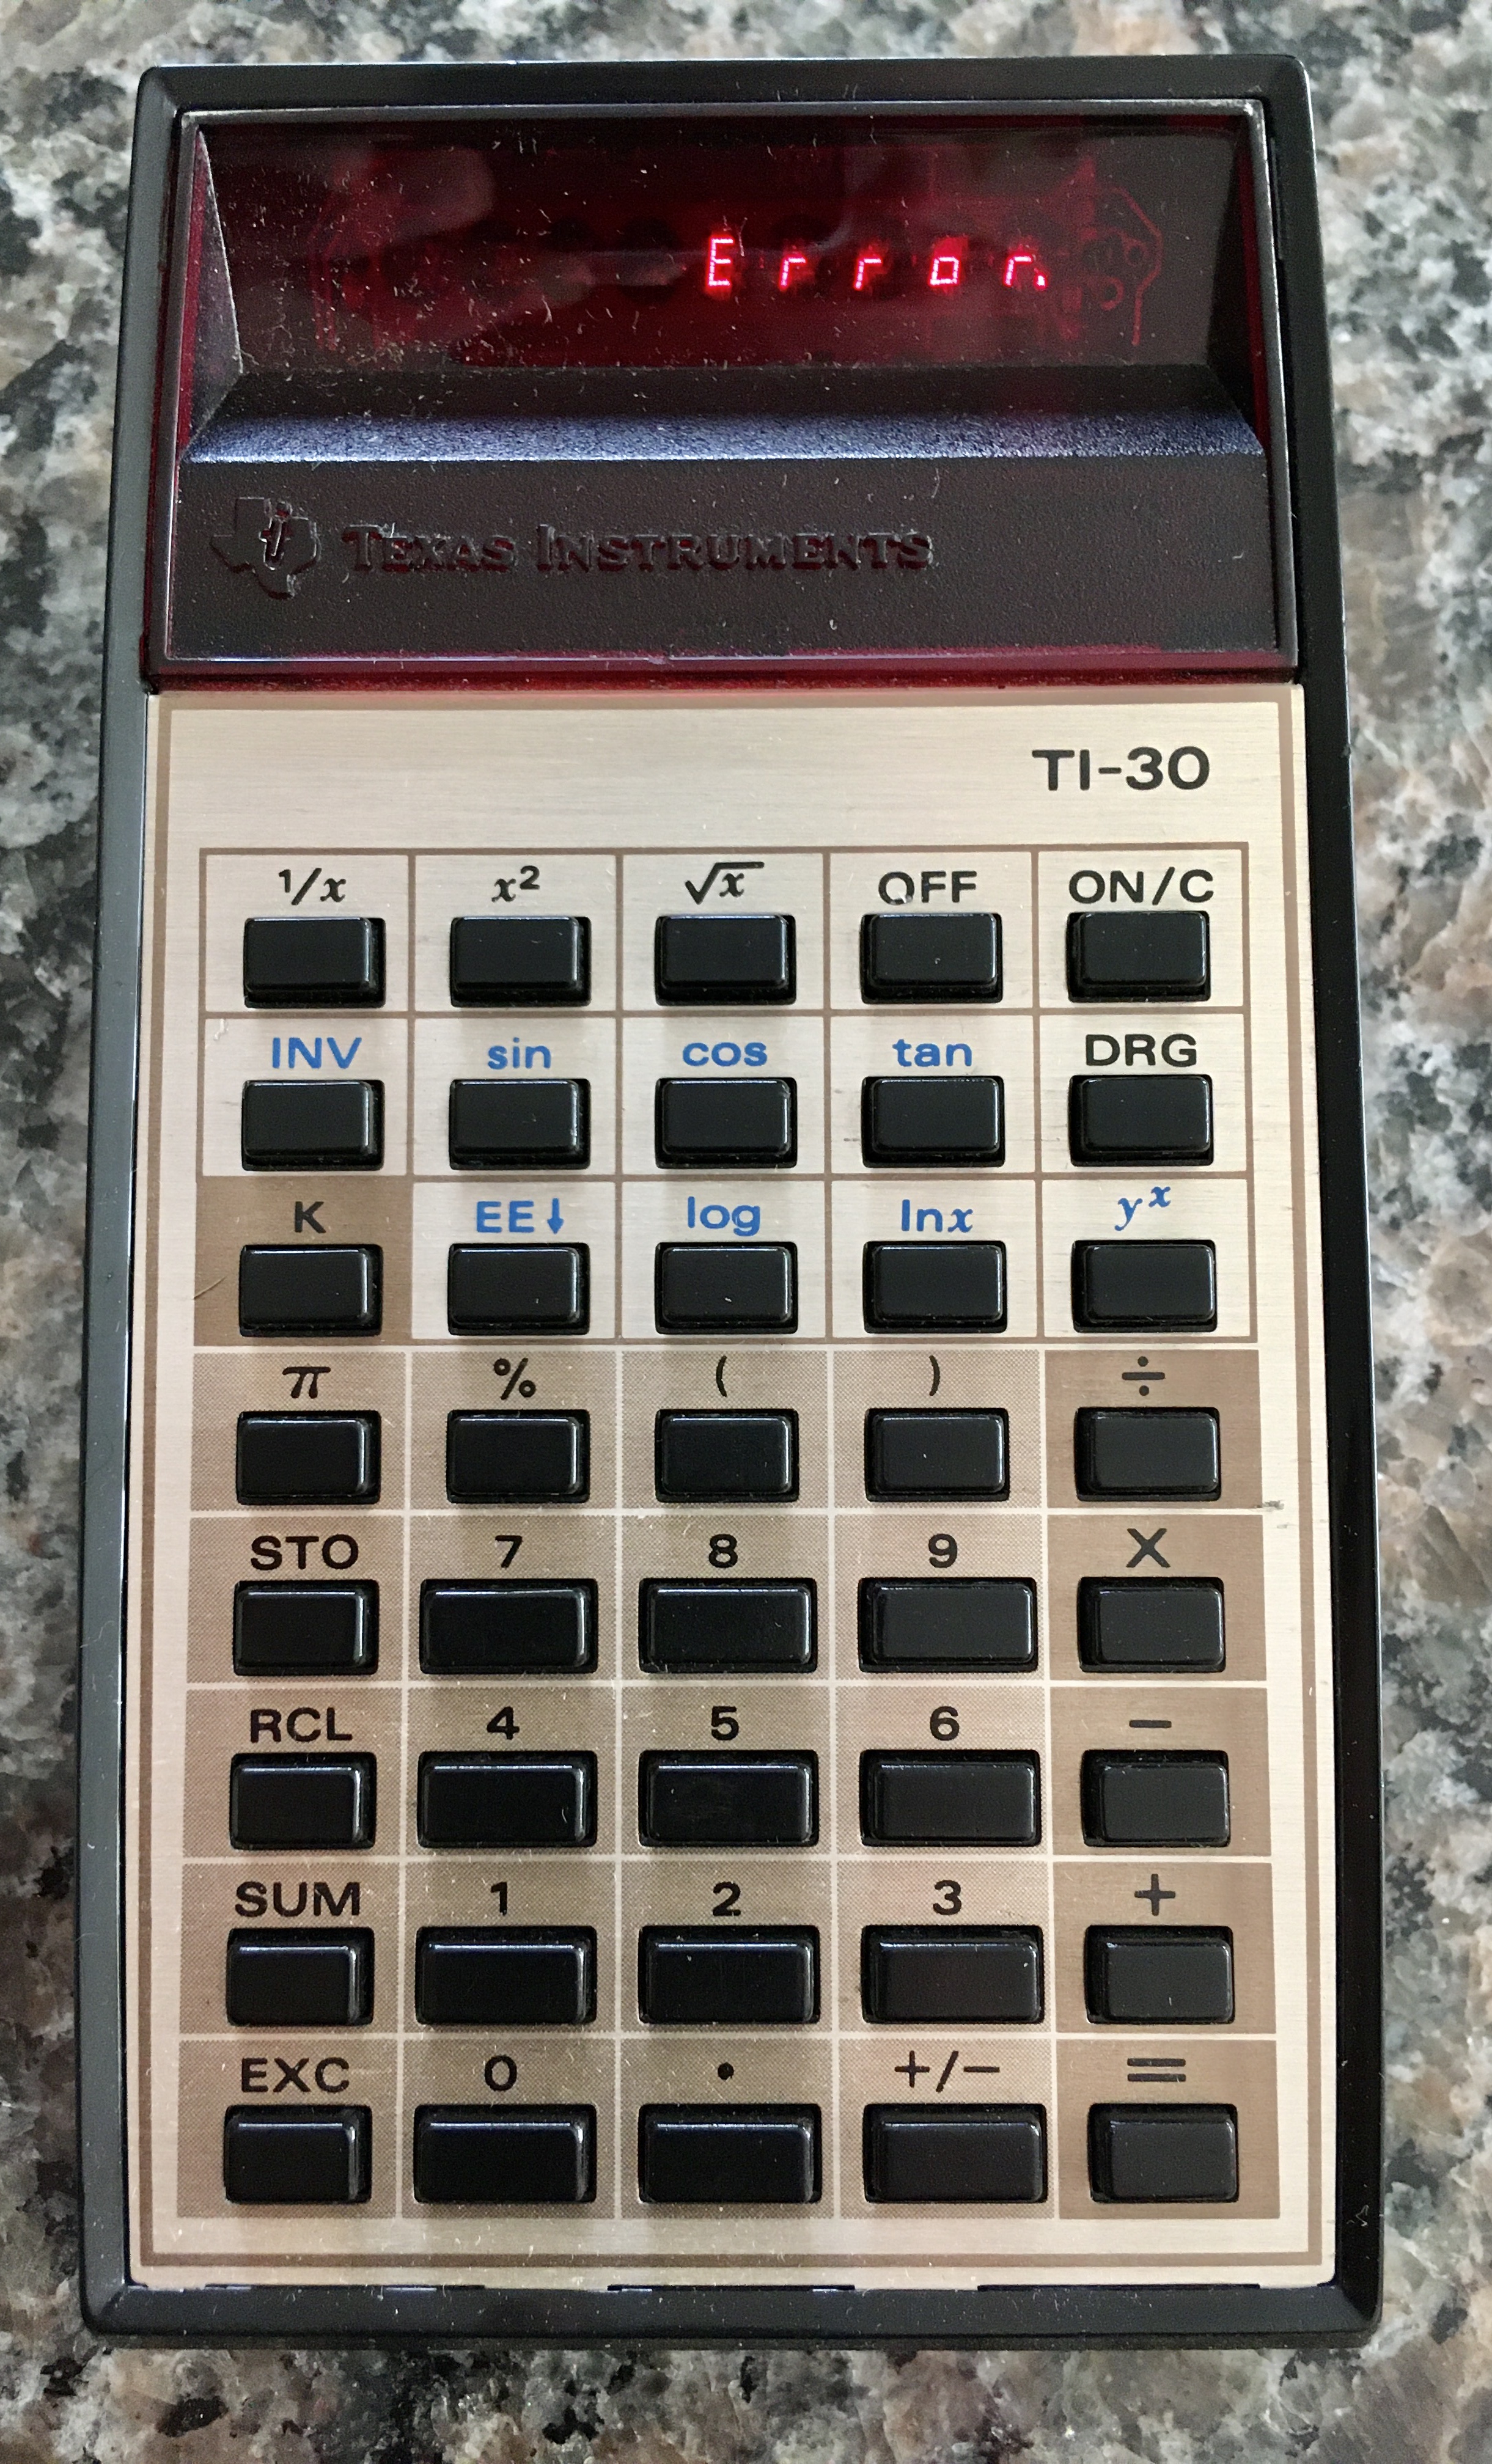 Error.
TEXAS INSTRUMENTS
TI-30
1/x x² √x OFF ON/C
INV sin cos tan DRG
K EE↓ log lnx yˣ
π % ( ) ÷
STO 7 8 9 X
RCL 4 5 6 −
SUM 1 2 3 +
EXC 0 • +/− =